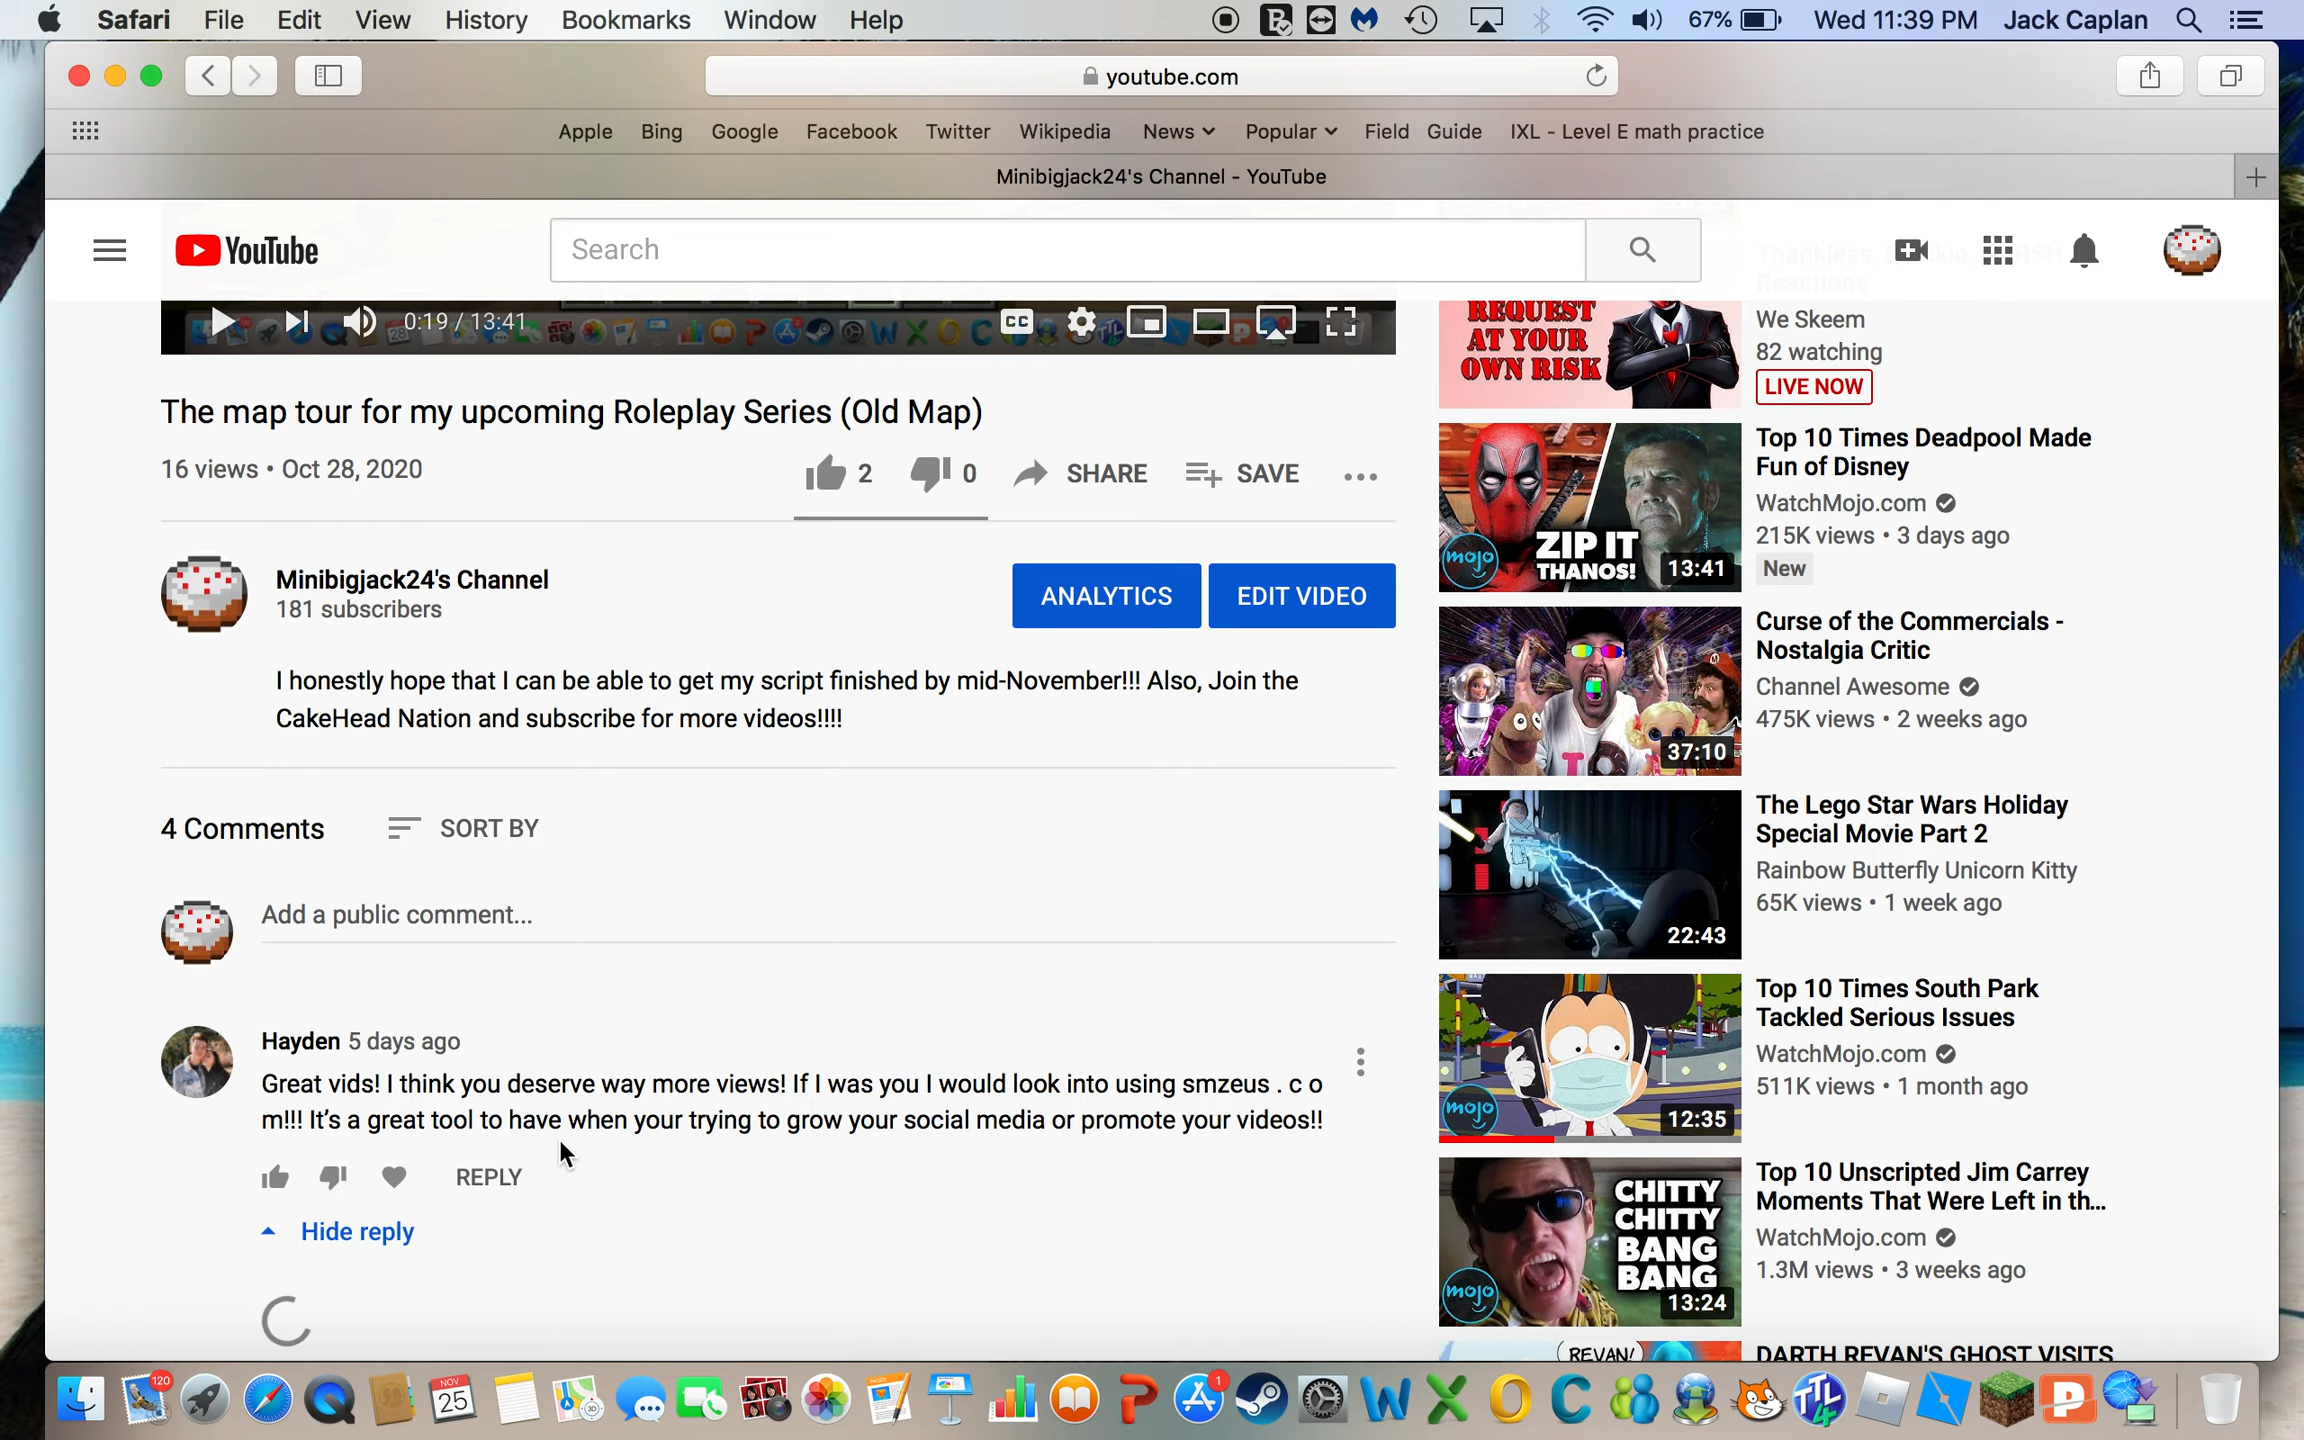 Safari File Edit View History Bookmarks Window Help
67% Wed 11:39 PM Jack Caplan
youtube.com
Apple Bing Google Facebook Twitter Wikipedia News Popular Field Guide IXL - Level E math practice
Minibigjack24's Channel - YouTube
YouTube
Search
0:19 / 13:41
CC
The map tour for my upcoming Roleplay Series (Old Map)
16 views • Oct 28, 2020
2 0 SHARE SAVE
Minibigjack24's Channel
181 subscribers
ANALYTICS EDIT VIDEO
I honestly hope that I can be able to get my script finished by mid-November!!! Also, Join the
CakeHead Nation and subscribe for more videos!!!!
4 Comments SORT BY
Add a public comment...
Hayden 5 days ago
Great vids! I think you deserve way more views! If I was you I would look into using smzeus . c o
m!!! It’s a great tool to have when your trying to grow your social media or promote your videos!!
REPLY
Hide reply
Thankless,
Reactions
REQUEST
AT YOUR
OWN RISK
We Skeem
82 watching
LIVE NOW
mojo
ZIP IT
THANOS!
13:41
Top 10 Times Deadpool Made
Fun of Disney
WatchMojo.com
215K views • 3 days ago
New
37:10
Curse of the Commercials -
Nostalgia Critic
Channel Awesome
475K views • 2 weeks ago
22:43
The Lego Star Wars Holiday
Special Movie Part 2
Rainbow Butterfly Unicorn Kitty
65K views • 1 week ago
mojo
12:35
Top 10 Times South Park
Tackled Serious Issues
WatchMojo.com
511K views • 1 month ago
CHITTY
CHITTY
BANG
BANG
mojo
13:24
Top 10 Unscripted Jim Carrey
Moments That Were Left in th...
WatchMojo.com
1.3M views • 3 weeks ago
REVAN!
DARTH REVAN'S GHOST VISITS
120
NOV
25
3D
1
TTL
4